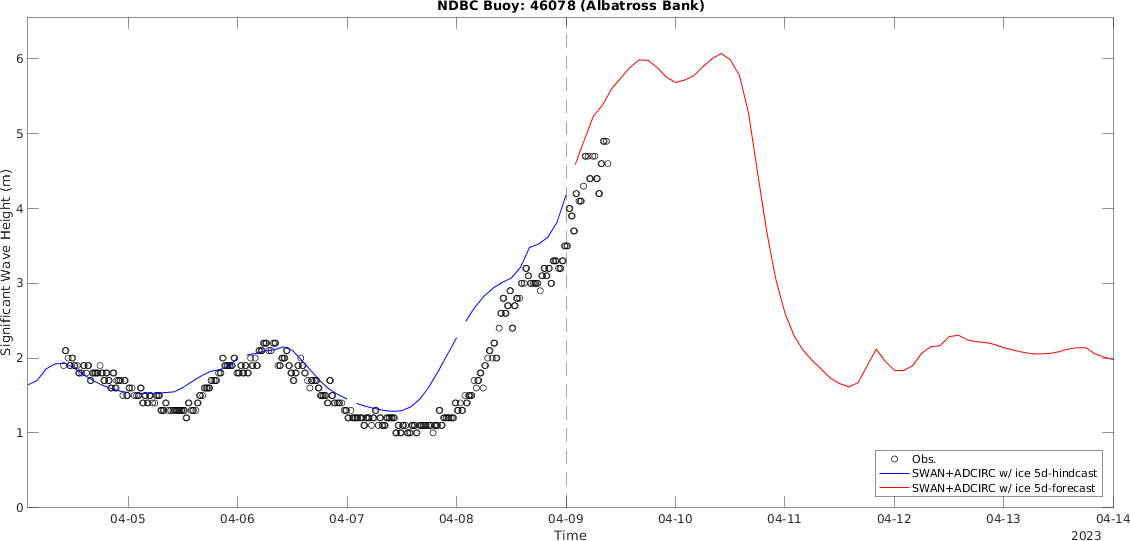 NDBC Buoy: 46078 (Albatross Bank)
Significant Wave Height (m)
6
5
4
3
2
1
0
Obs.
SWAN+ADCIRC w/ ice 5d-hindcast
SWAN+ADCIRC w/ ice 5d-forecast
04-05 04-06 04-07 04-08 04-09 04-10 04-11 04-12 04-13 04-14
Time
2023